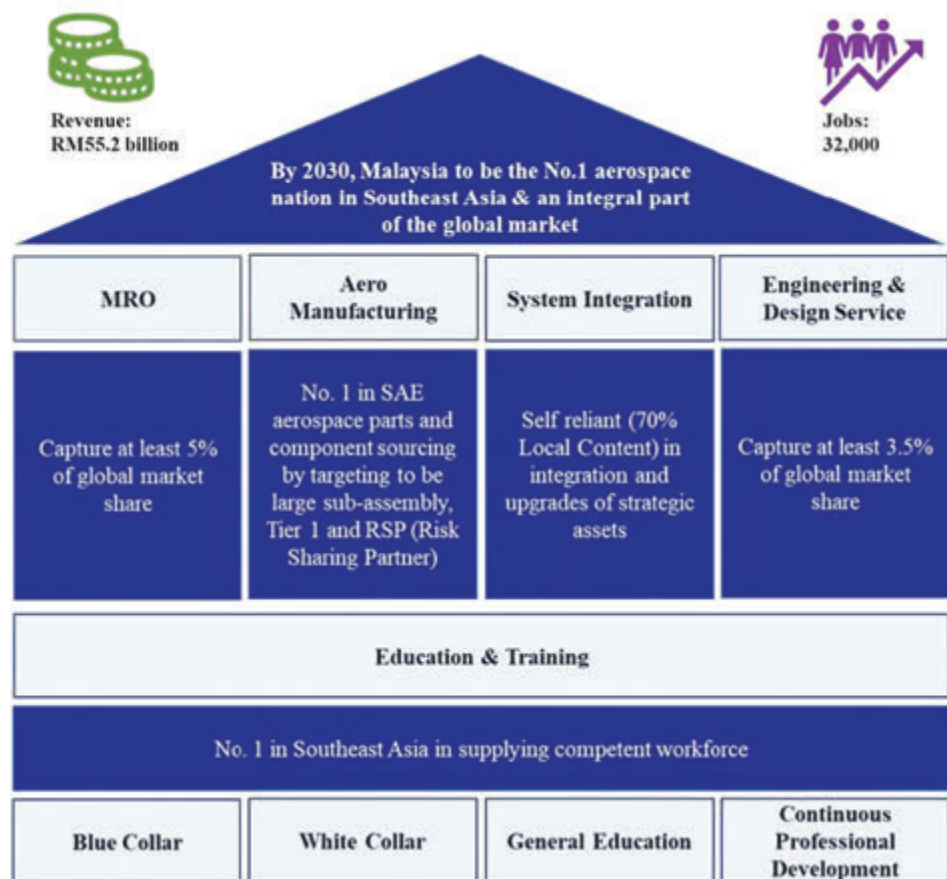 Revenue:
RM55.2 billion
Jobs:
32,000
By 2030, Malaysia to be the No.1 aerospace
nation in Southeast Asia & an integral part
of the global market
MRO
Aero
Manufacturing
System Integration
Engineering &
Design Service
Capture at least 5%
of global market
share
No. 1 in SAE
aerospace parts and
component sourcing
by targeting to be
large sub-assembly,
Tier 1 and RSP (Risk
Sharing Partner)
Self reliant (70%
Local Content) in
integration and
upgrades of strategic
assets
Capture at least 3.5%
of global market
share
Education & Training
No. 1 in Southeast Asia in supplying competent workforce
Blue Collar
White Collar
General Education
Continuous
Professional
Development